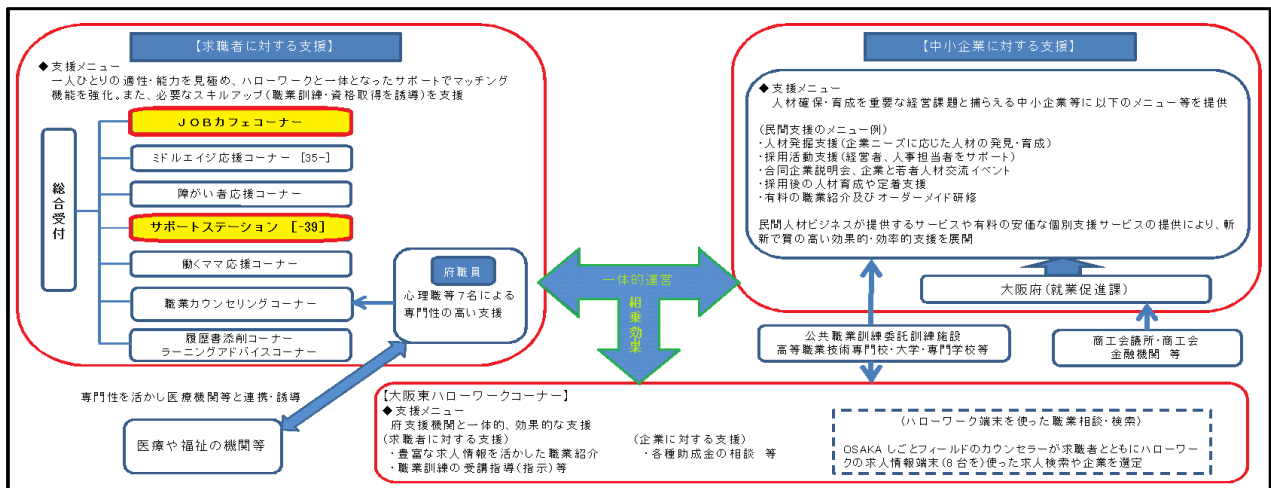 【求職者に対する支援】
◆支援メニュー
一人ひとりの適性・能力を見極め、ハローワークと一体となったサポートでマッチング
機能を強化。また、必要なスキルアップ(職業訓練・資格取得を誘導)を支援
総合受付
JOBカフェコーナー
ミドルエイジ応援コーナー [35-]
障がい者応援コーナー
サポートステーション [-39]
働くママ応援コーナー
職業カウンセリングコーナー
履歴書添削コーナー
ラーニングアドバイスコーナー
府職員
心理職等7名による
専門性の高い支援
専門性を活かし医療機関等と連携・誘導
医療や福祉の機関等
一体的運営
相乗効果
【中小企業に対する支援】
◆支援メニュー
人材確保・育成を重要な経営課題と捕らえる中小企業等に以下のメニュー等を提供
(民間支援のメニュー例)
・人材発掘支援(企業ニーズに応じた人材の発見・育成)
・採用活動支援(経営者、人事担当者をサポート)
・合同企業説明会、企業と若者人材交流イベント
・採用後の人材育成や定着支援
・有料の職業紹介及びオーダーメイド研修
民間人材ビジネスが提供するサービスや有料の安価な個別支援サービスの提供により、斬
新で質の高い効果的・効率的支援を展開
大阪府(就業促進課)
公共職業訓練委託訓練施設
高等職業技術専門校・大学・専門学校等
商工会議所・商工会
金融機関 等
【大阪東ハローワークコーナー】
◆支援メニュー
府支援機関と一体的、効果的な支援
(求職者に対する支援)
・豊富な求人情報を活かした職業紹介
・職業訓練の受講指導(指示)等
(企業に対する支援)
・各種助成金の相談 等
〈ハローワーク端末を使った職業相談・検索〉
OSAKAしごとフィールドのカウンセラーが求職者とともにハローワー
クの求人情報端末(8台を)使った求人検索や企業を選定